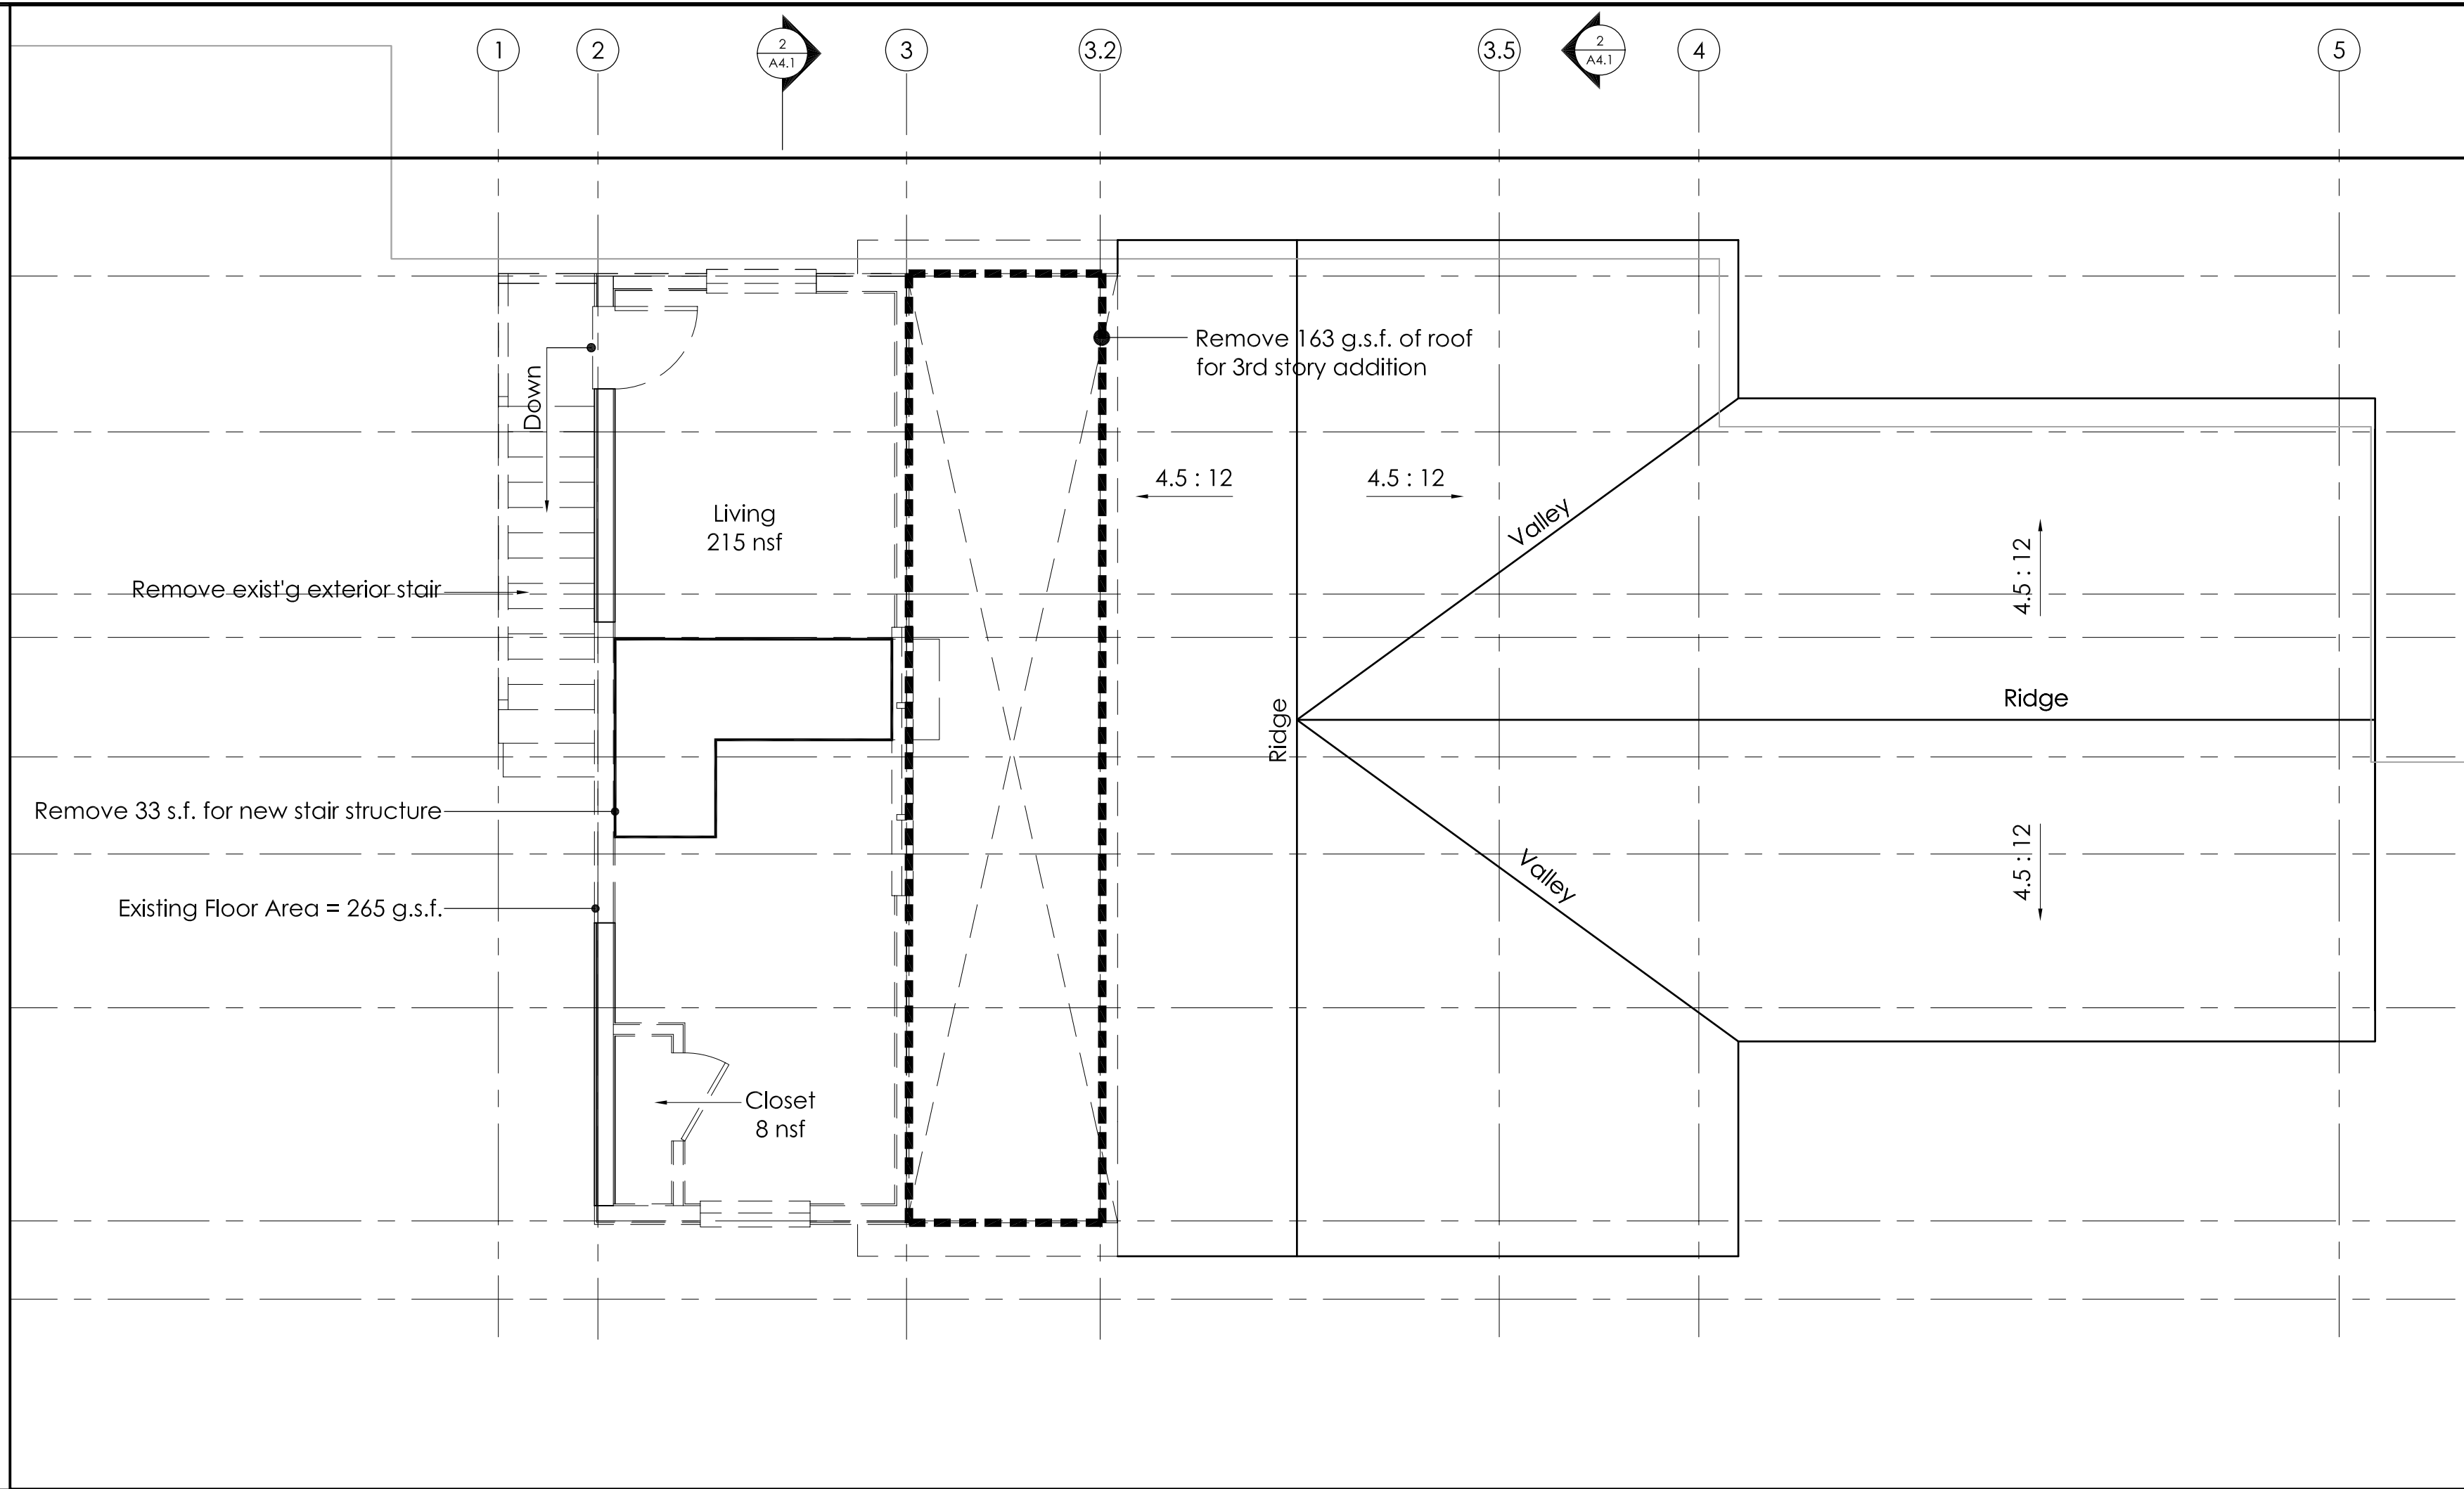 1
2
2
A4.1
3
3.2
3.5
2
A4.1
4
5
Remove 163 g.s.f. of roof
for 3rd story addition
Down
4.5 : 12
4.5 : 12
Living
215 nsf
Valley
4.5 : 12
Remove exist'g exterior stair
Ridge
Ridge
Remove 33 s.f. for new stair structure
Valley
4.5 : 12
Existing Floor Area = 265 g.s.f.
Closet
8 nsf